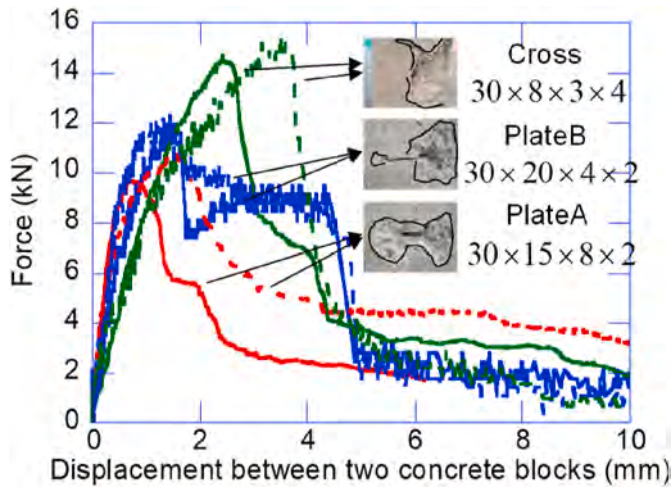 16
14
12
10
8
6
4
2
0
Force (kN)
Cross
30×8×3×4
PlateB
30×20×4×2
PlateA
30×15×8×2
0 2 4 6 8 10
Displacement between two concrete blocks (mm)